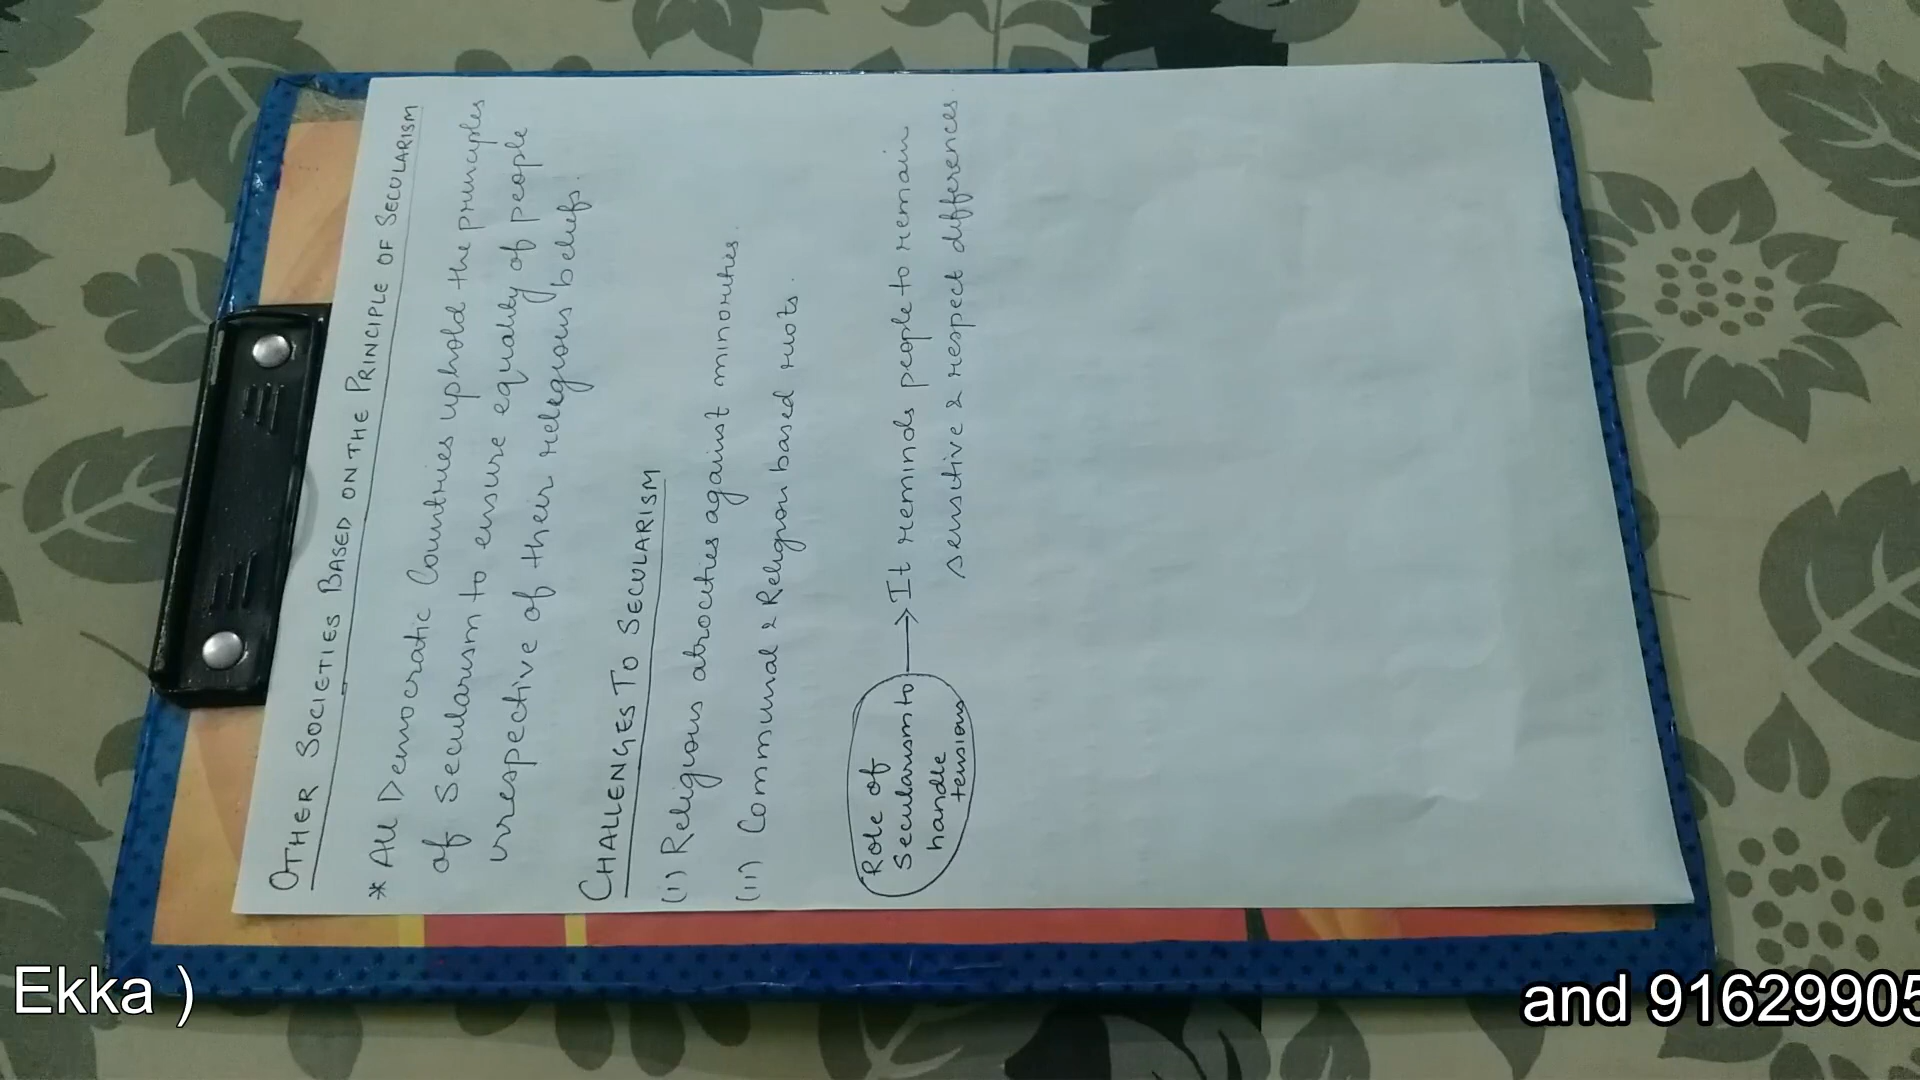 OTHER SOCIETIES BASED ON THE PRINCIPLE OF SECULARISM
* All Democratic Countries uphold the principles
of Secularism to ensure equality of people
irrespective of their relegious beliefs.
CHALLENGES TO SECULARISM
(i) Religious atrocities against minorities.
(ii) Communal & Religion based riots.
Role of
Secularism to
handle
tensions
→ It reminds people to remain
sensitive & respect differences.
Ekka )
and 91629905